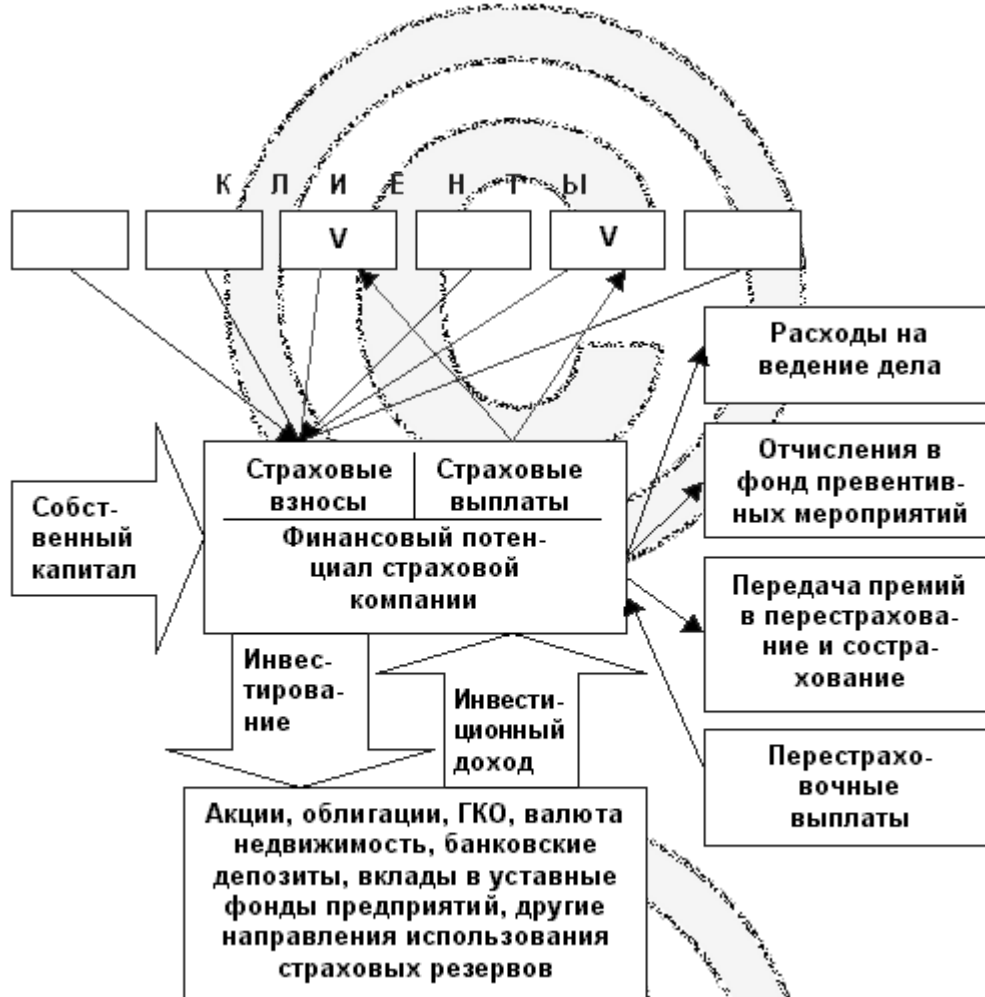 К Л И Е Н Т Ы
V V
Расходы на
ведение дела
Отчисления в
фонд превентив-
ных мероприятий
Страховые
взносы
Страховые
выплаты
Собст-
венный
капитал
Финансовый потен-
циал страховой
компании
Передача премий
в перестрахова-
ние и состра-
хование
Инвес-
тирова-
ние
Инвести-
ционный
доход
Перестрахо-
вочные
выплаты
Акции, облигации, ГКО, валюта
недвижимость, банковские
депозиты, вклады в уставные
фонды предприятий, другие
направления использования
страховых резервов